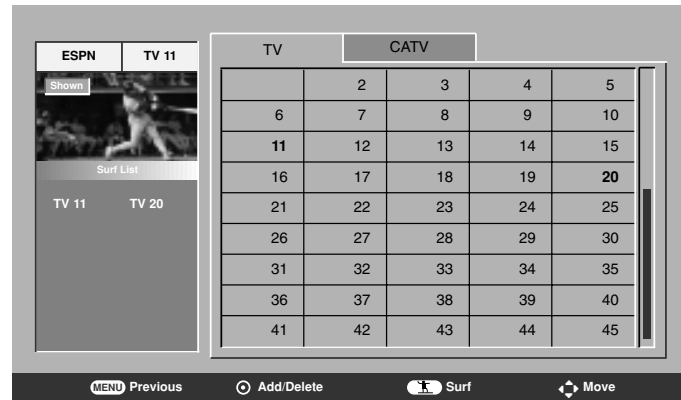 ESPN TV 11
Shown
Surf List
TV 11 TV 20
TV CATV
2 3 4 5
6 7 8 9 10
11 12 13 14 15
16 17 18 19 20
21 22 23 24 25
26 27 28 29 30
31 32 33 34 35
36 37 38 39 40
41 42 43 44 45
MENU Previous Add/Delete Surf Move